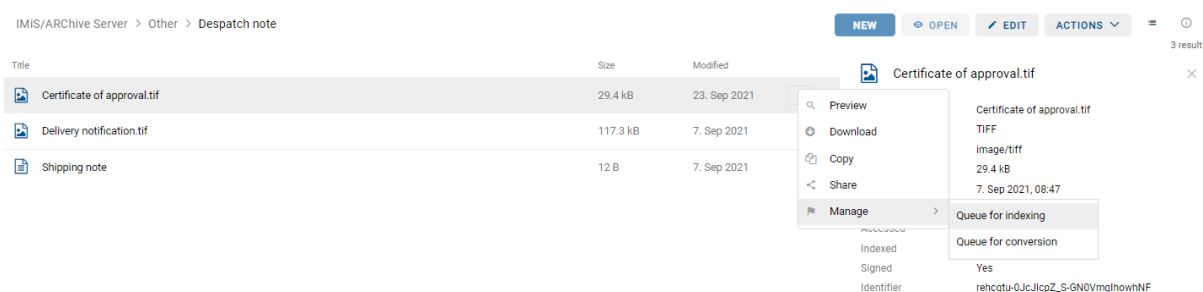 IMiS/ARChive Server > Other > Despatch note
NEW OPEN EDIT ACTIONS
3 result
Title Size Modified
Certificate of approval.tif 29.4 kB 23. Sep 2021
Delivery notification.tif 117.3 kB 7. Sep 2021
Shipping note 12 B 7. Sep 2021
Preview
Download
Copy
Share
Manage
Queue for indexing
Queue for conversion
Certificate of approval.tif
Certificate of approval.tif
TIFF
image/tiff
29.4 kB
7. Sep 2021, 08:47
Accessed
Indexed
Signed Yes
Identifier